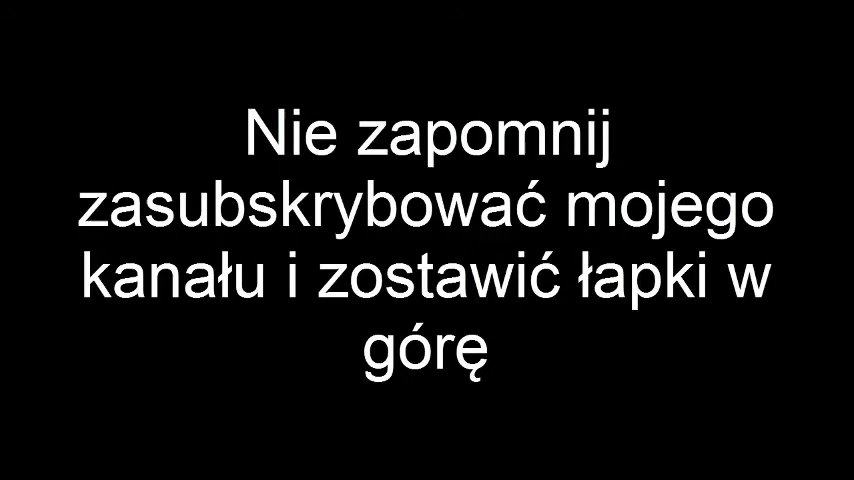 Nie zapomnij
zasubskrybować mojego
kanału i zostawić łapki w
górę